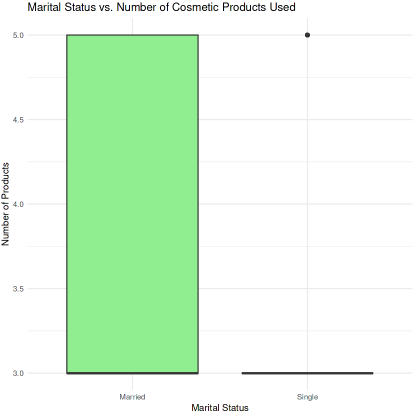 Marital Status vs. Number of Cosmetic Products Used
5.0
4.5
4.0
3.5
3.0
Number of Products
Married
Single
Marital Status